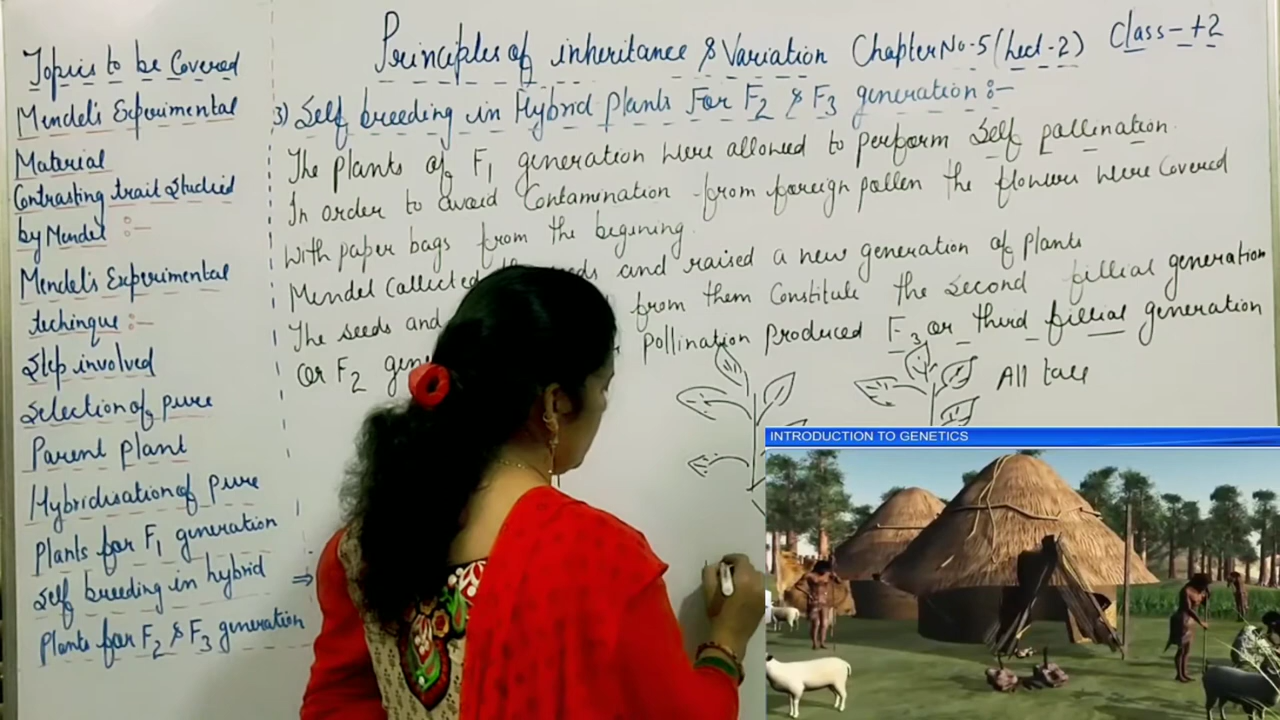 Principles of inheritance & Variation Chapter No-5 (Lect-2) Class-+2
Topics to be Covered
Mendel's Experimental
Material
Contrasting trait Studied
by Mendel :-
Mendel's Experimental
techinque :-
Step involved
Selection of pure
Parent plant
Hybridisation of pure
Plants for F1 generation
Self breeding in hybrid
Plants for F2 & F3 generation
3) Self breeding in Hybrid Plants For F2 & F3 generation :-
The Plants of F1 generation were allowed to perform Self pollination.
In order to avoid Contamination from foreign pollen the flowers were Covered
With paper bags from the begining.
Mendel Collected and raised a new generation of plants
The seeds and from them Constitute the second fillial generation
Or F2 Pollination Produced F3 or third fillial generation
All tall
INTRODUCTION TO GENETICS